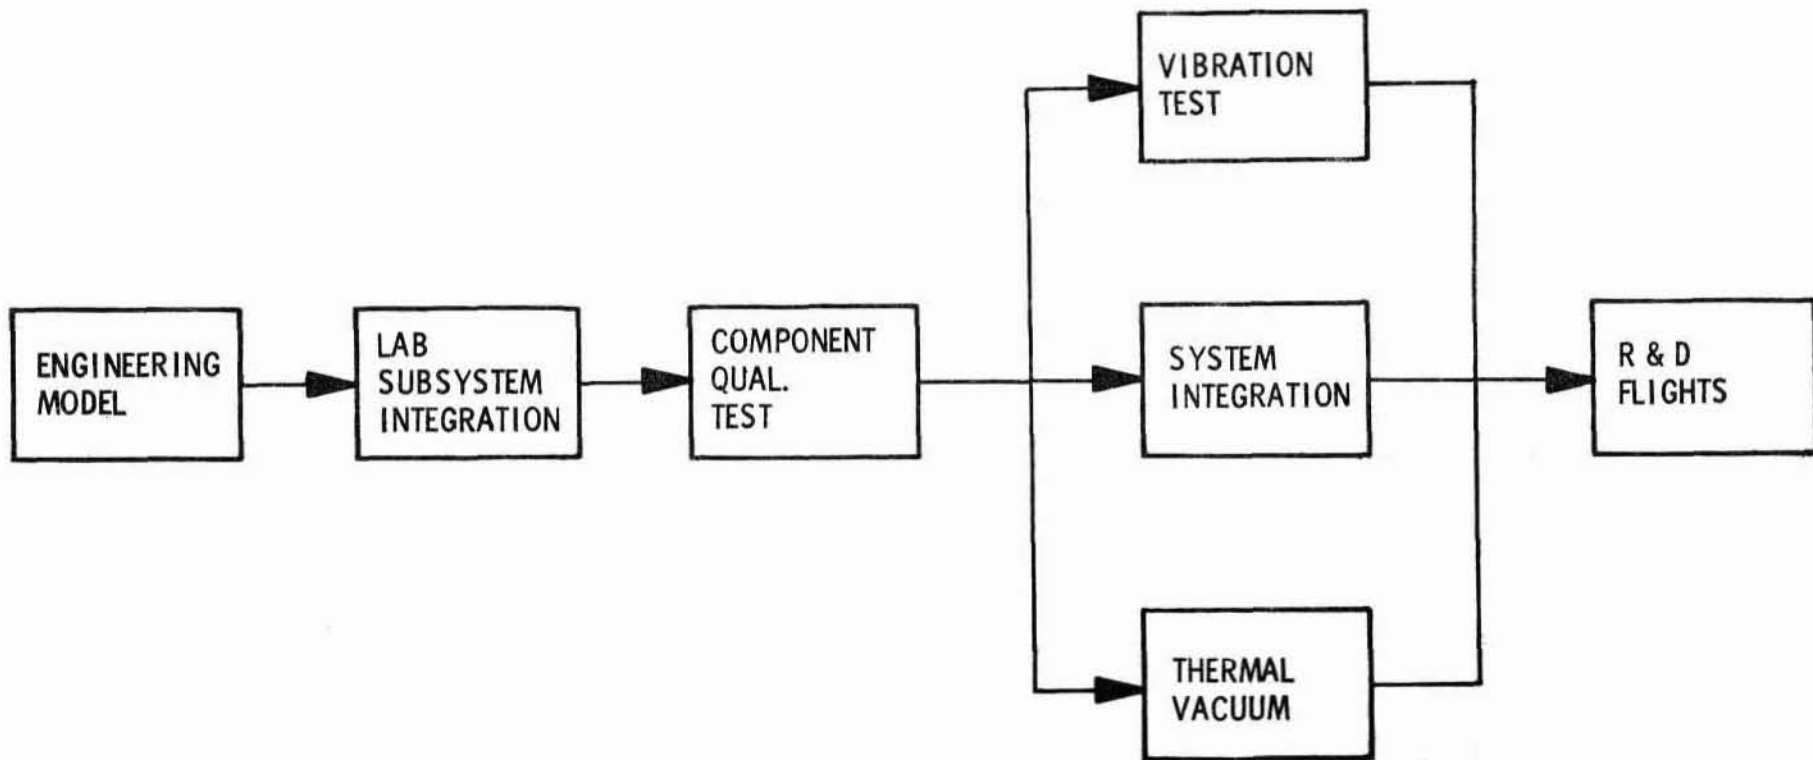 ENGINEERING
MODEL
LAB
SUBSYSTEM
INTEGRATION
COMPONENT
QUAL.
TEST
VIBRATION
TEST
SYSTEM
INTEGRATION
THERMAL
VACUUM
R & D
FLIGHTS